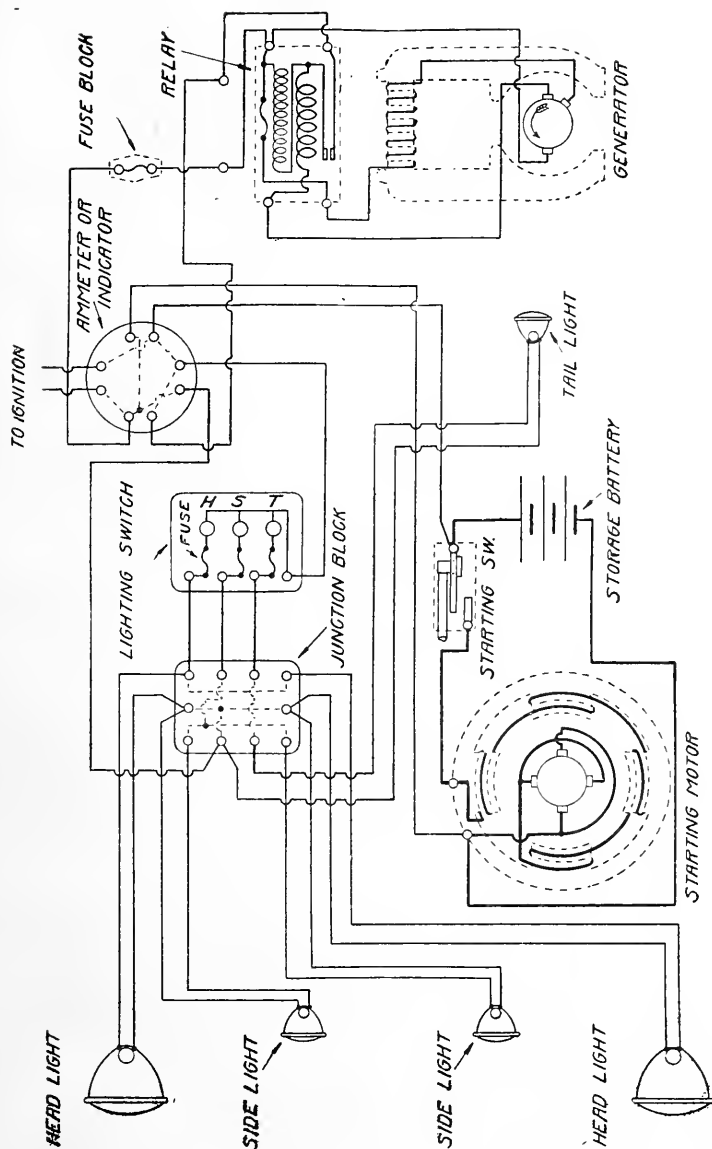 HEAD LIGHT
SIDE LIGHT
SIDE LIGHT
HEAD LIGHT
LIGHTING SWITCH
FUSE
H S T
JUNCTION BLOCK
STARTING SW.
STORAGE BATTERY
STARTING MOTOR
TO IGNITION
AMMETER OR
INDICATOR
TAIL LIGHT
FUSE BLOCK
RELAY
GENERATOR